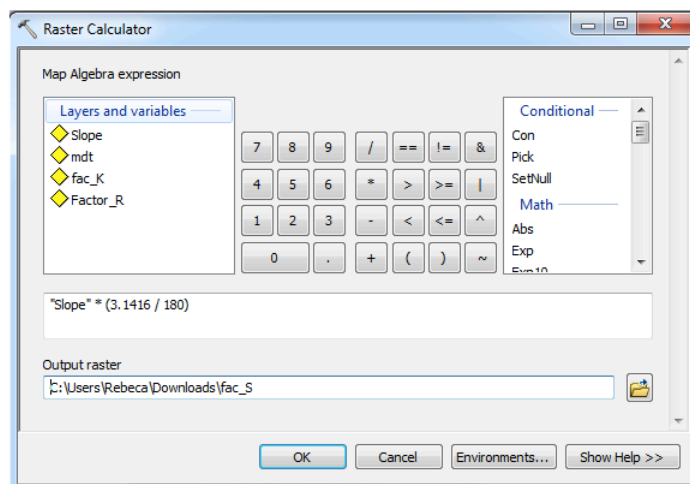 Raster Calculator
Map Algebra expression
Layers and variables
Slope
mdt
fac_K
Factor_R
7 8 9 / == != &
4 5 6 * > >= |
1 2 3 - < <= ^
0 . + ( ) ~
Conditional
Con
Pick
SetNull
Math
Abs
Exp
Exp10
"Slope" * (3.1416 / 180)
Output raster
C:\Users\Rebeca\Downloads\fac_S
OK Cancel Environments... Show Help >>